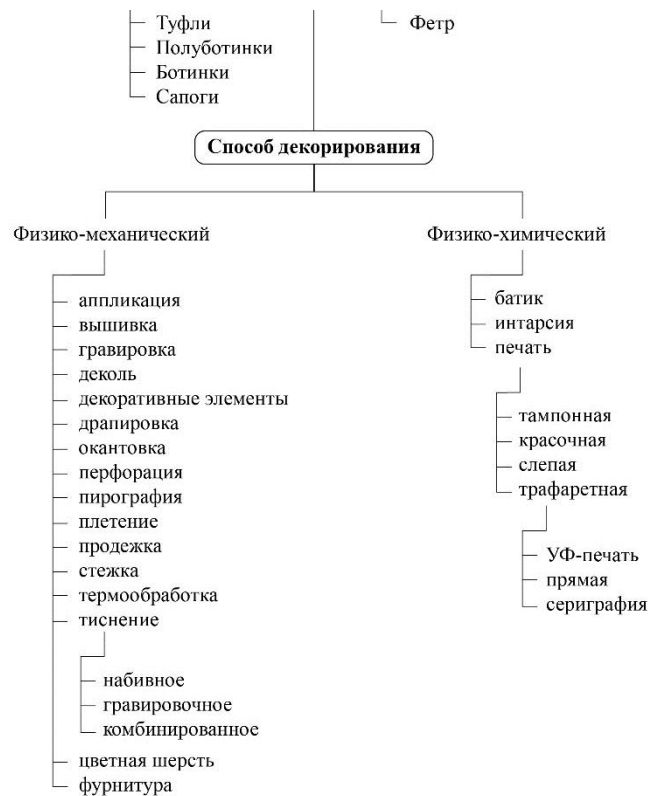 Туфли
Полуботинки
Ботинки
Сапоги
Фетр
Способ декорирования
Физико-механический
аппликация
вышивка
гравировка
деколь
декоративные элементы
драпировка
окантовка
перфорация
пирография
плетение
продежка
стежка
термообработка
тиснение
набивное
гравировочное
комбинированное
цветная шерсть
фурнитура
Физико-химический
батик
интарсия
печать
тампонная
красочная
слепая
трафаретная
УФ-печать
прямая
сериграфия